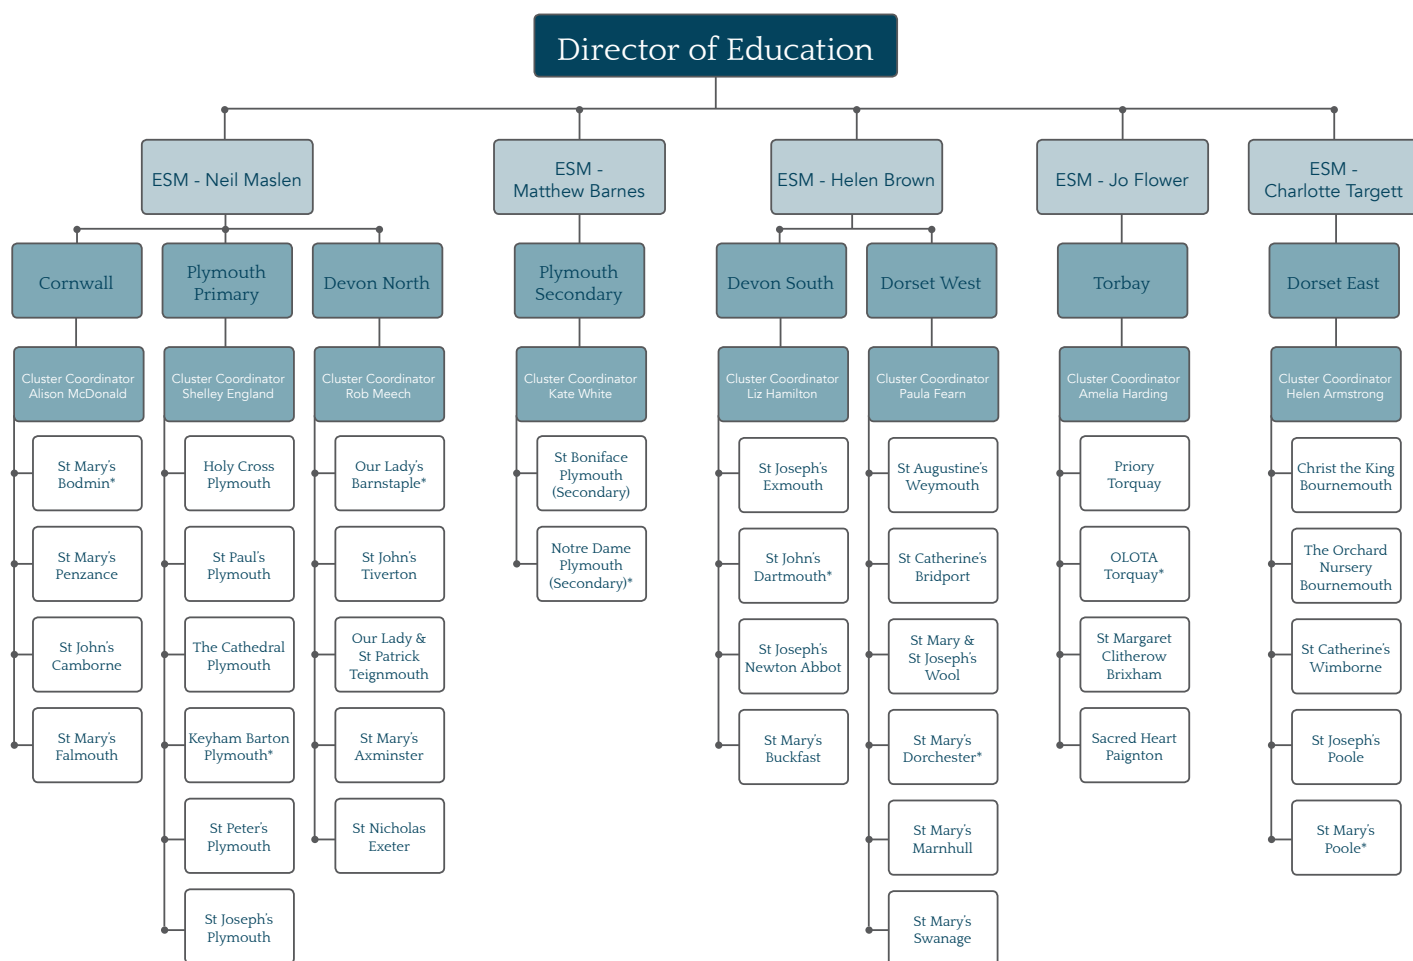 Director of Education
ESM - Neil Maslen
ESM -
Matthew Barnes
ESM - Helen Brown
ESM - Jo Flower
ESM -
Charlotte Targett
Cornwall
Plymouth
Primary
Devon North
Plymouth
Secondary
Devon South
Dorset West
Torbay
Dorset East
Cluster Coordinator
Alison McDonald
Cluster Coordinator
Shelley England
Cluster Coordinator
Rob Meech
Cluster Coordinator
Kate White
Cluster Coordinator
Liz Hamilton
Cluster Coordinator
Paula Fearn
Cluster Coordinator
Amelia Harding
Cluster Coordinator
Helen Armstrong
St Mary's
Bodmin*
St Mary's
Penzance
St John's
Camborne
St Mary's
Falmouth
Holy Cross
Plymouth
St Paul's
Plymouth
The Cathedral
Plymouth
Keyham Barton
Plymouth*
St Peter's
Plymouth
St Joseph's
Plymouth
Our Lady's
Barnstaple*
St John's
Tiverton
Our Lady &
St Patrick
Teignmouth
St Mary's
Axminster
St Nicholas
Exeter
St Boniface
Plymouth
(Secondary)
Notre Dame
Plymouth
(Secondary)*
St Joseph's
Exmouth
St John's
Dartmouth*
St Joseph's
Newton Abbot
St Mary's
Buckfast
St Augustine's
Weymouth
St Catherine's
Bridport
St Mary &
St Joseph's
Wool
St Mary's
Dorchester*
St Mary's
Marnhull
St Mary's
Swanage
Priory
Torquay
OLOTA
Torquay*
St Margaret
Clitherow
Brixham
Sacred Heart
Paignton
Christ the King
Bournemouth
The Orchard
Nursery
Bournemouth
St Catherine's
Wimborne
St Joseph's
Poole
St Mary's
Poole*